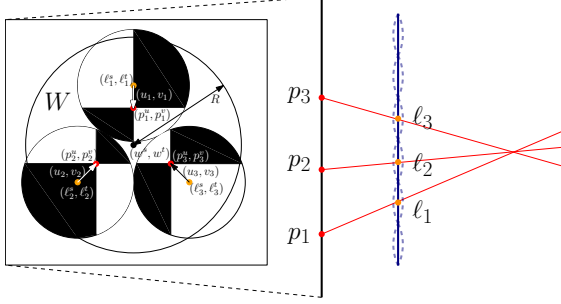 (ℓ₁ˢ, ℓ₁ᵗ)
W
(u₁, v₁)
R
(p₁ᵘ, p₁ᵛ)
(p₂ᵘ, p₂ᵛ)
(wˢ, wᵗ)
(p₃ᵘ, p₃ᵛ)
(u₂, v₂)
(u₃, v₃)
(ℓ₂ˢ, ℓ₂ᵗ)
(ℓ₃ˢ, ℓ₃ᵗ)
p₃
ℓ₃
p₂
ℓ₂
ℓ₁
p₁